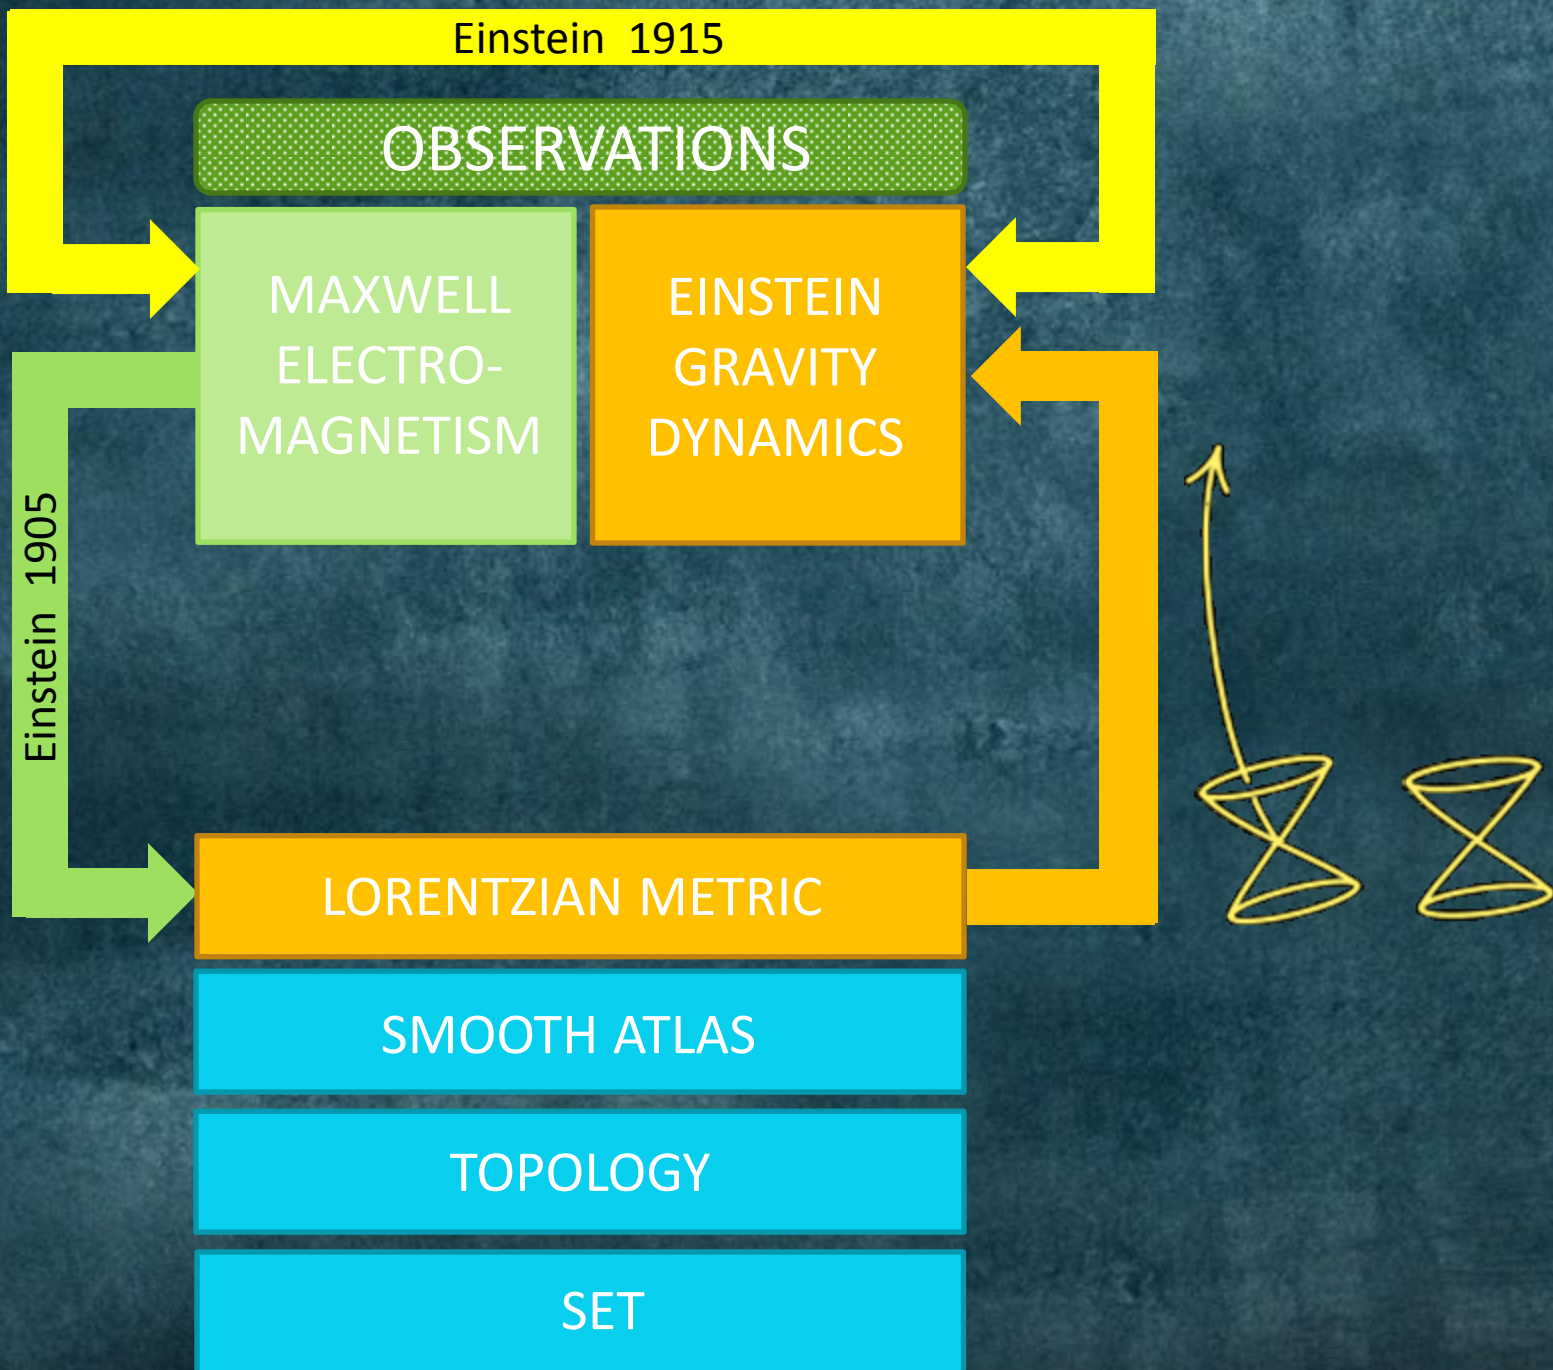 Einstein 1915
OBSERVATIONS
MAXWELL
ELECTRO-
MAGNETISM
EINSTEIN
GRAVITY
DYNAMICS
Einstein 1905
LORENTZIAN METRIC
SMOOTH ATLAS
TOPOLOGY
SET